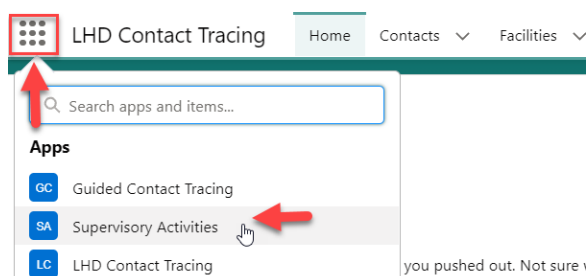 LHD Contact Tracing Home Contacts Facilities
Search apps and items...
Apps
GC Guided Contact Tracing
SA Supervisory Activities
LC LHD Contact Tracing you pushed out. Not sure